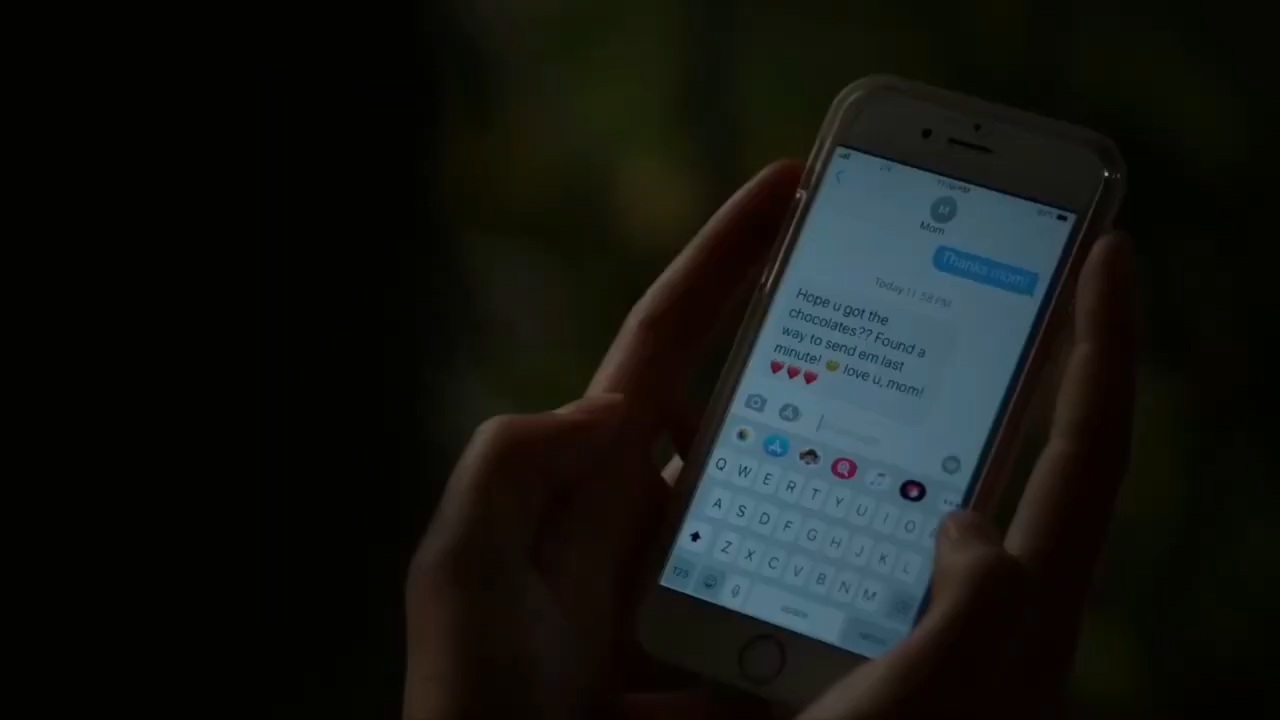 M
Mom
Thanks mom!
Today 11:58 PM
Hope u got the
chocolates?? Found a
way to send em last
minute! 😊 love u, mom!
❤️❤️❤️
Q W E R T Y U I O
A S D F G H J K L
Z X C V B N M
123